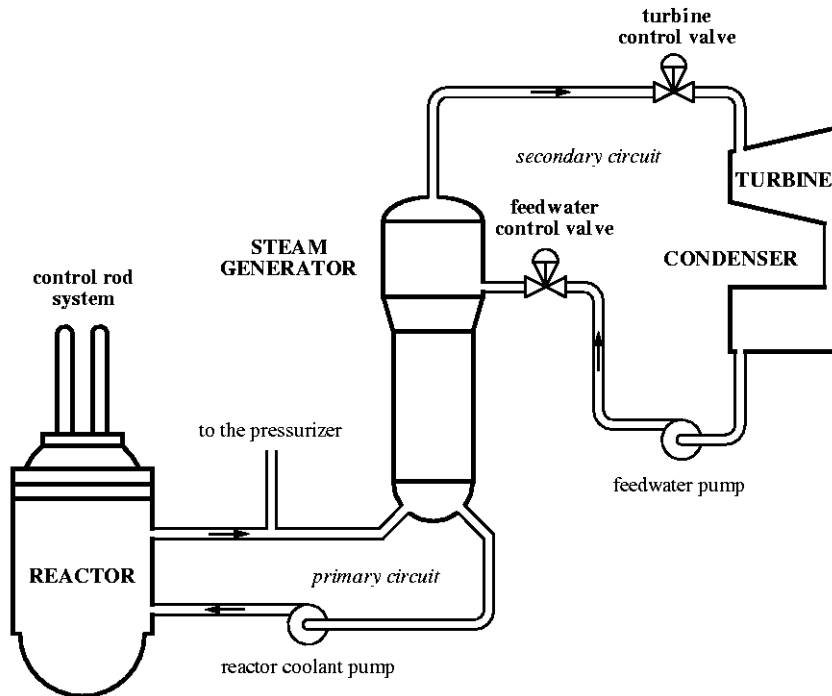 turbine
control valve
secondary circuit
TURBINE
feedwater
control valve
STEAM
GENERATOR
CONDENSER
control rod
system
to the pressurizer
feedwater pump
REACTOR
primary circuit
reactor coolant pump